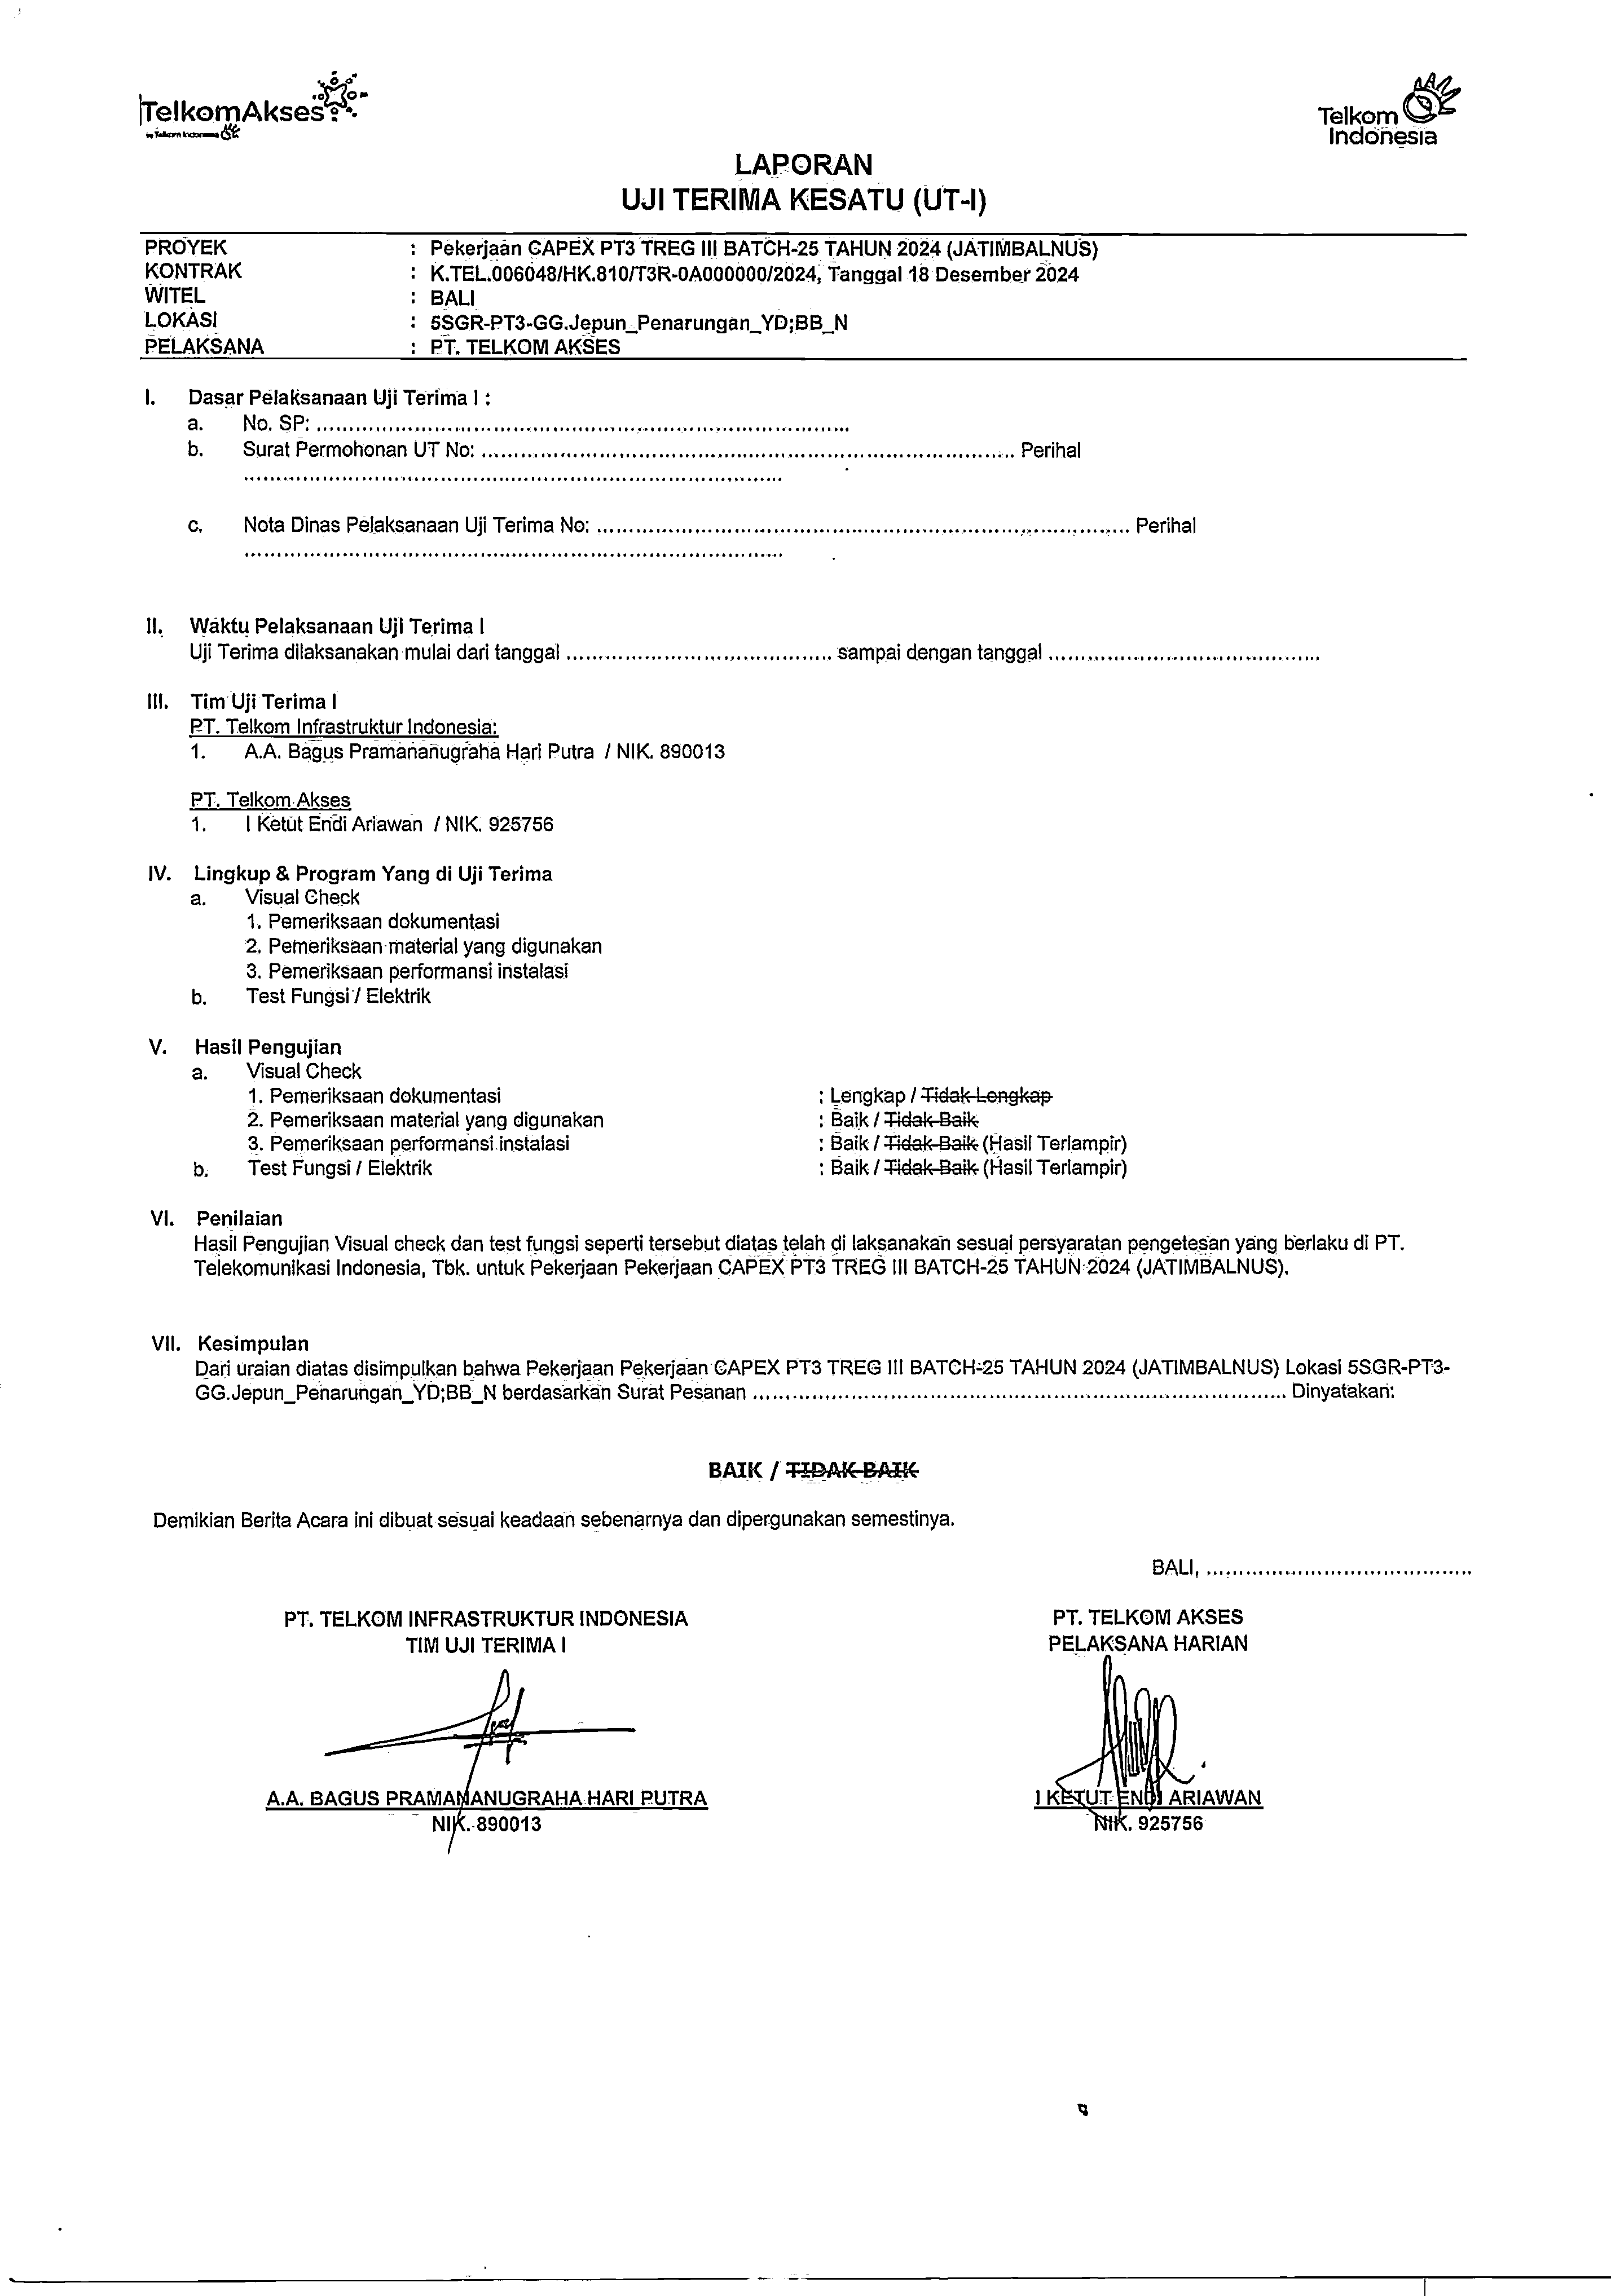 TelkomAkses
by Telkom Indonesia
Telkom
Indonesia
LAPORAN
UJI TERIMA KESATU (UT-I)
PROYEK : Pekerjaan CAPEX PT3 TREG III BATCH-25 TAHUN 2024 (JATIMBALNUS)
KONTRAK : K.TEL.006048/HK.810/T3R-0A000000/2024, Tanggal 18 Desember 2024
WITEL : BALI
LOKASI : 5SGR-PT3-GG.Jepun_Penarungan_YD;BB_N
PELAKSANA : PT. TELKOM AKSES
I. Dasar Pelaksanaan Uji Terima I :
a. No. SP: ................................................................................
b. Surat Permohonan UT No: ................................................................................ Perihal
................................................................................
c. Nota Dinas Pelaksanaan Uji Terima No: ................................................................................ Perihal
................................................................................
II. Waktu Pelaksanaan Uji Terima I
Uji Terima dilaksanakan mulai dari tanggal ........................................ sampai dengan tanggal ........................................
III. Tim Uji Terima I
PT. Telkom Infrastruktur Indonesia:
1. A.A. Bagus Pramananugraha Hari Putra / NIK. 890013
PT. Telkom Akses
1. I Ketut Endi Ariawan / NIK. 925756
IV. Lingkup & Program Yang di Uji Terima
a. Visual Check
1. Pemeriksaan dokumentasi
2. Pemeriksaan material yang digunakan
3. Pemeriksaan performansi instalasi
b. Test Fungsi / Elektrik
V. Hasil Pengujian
a. Visual Check
1. Pemeriksaan dokumentasi : Lengkap / Tidak Lengkap
2. Pemeriksaan material yang digunakan : Baik / Tidak Baik
3. Pemeriksaan performansi instalasi : Baik / Tidak Baik (Hasil Terlampir)
b. Test Fungsi / Elektrik : Baik / Tidak Baik (Hasil Terlampir)
VI. Penilaian
Hasil Pengujian Visual check dan test fungsi seperti tersebut diatas telah di laksanakan sesuai persyaratan pengetesan yang berlaku di PT.
Telekomunikasi Indonesia, Tbk. untuk Pekerjaan Pekerjaan CAPEX PT3 TREG III BATCH-25 TAHUN 2024 (JATIMBALNUS).
VII. Kesimpulan
Dari uraian diatas disimpulkan bahwa Pekerjaan Pekerjaan CAPEX PT3 TREG III BATCH-25 TAHUN 2024 (JATIMBALNUS) Lokasi 5SGR-PT3-
GG.Jepun_Penarungan_YD;BB_N berdasarkan Surat Pesanan ................................................................................ Dinyatakan:
BAIK / TIDAK BAIK
Demikian Berita Acara ini dibuat sesuai keadaan sebenarnya dan dipergunakan semestinya.
BALI, ........................................
PT. TELKOM INFRASTRUKTUR INDONESIA
TIM UJI TERIMA I
A.A. BAGUS PRAMANANUGRAHA HARI PUTRA
NIK. 890013
PT. TELKOM AKSES
PELAKSANA HARIAN
I KETUT ENDI ARIAWAN
NIK. 925756